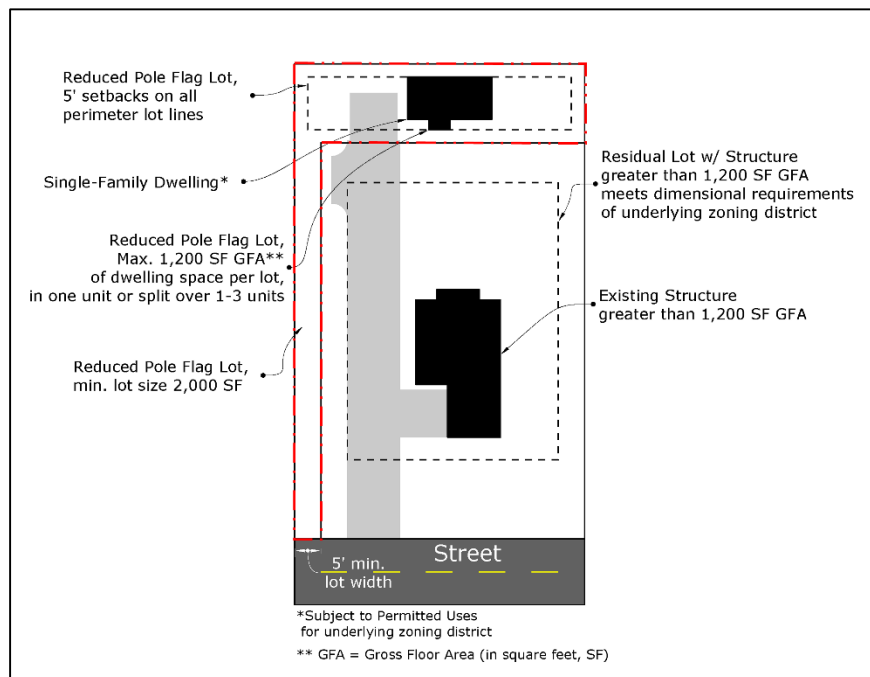 Reduced Pole Flag Lot,
5' setbacks on all
perimeter lot lines
Single-Family Dwelling*
Reduced Pole Flag Lot,
Max. 1,200 SF GFA**
of dwelling space per lot,
in one unit or split over 1-3 units
Reduced Pole Flag Lot,
min. lot size 2,000 SF
Residual Lot w/ Structure
greater than 1,200 SF GFA
meets dimensional requirements
of underlying zoning district
Existing Structure
greater than 1,200 SF GFA
Street
5' min.
lot width
*Subject to Permitted Uses
for underlying zoning district
** GFA = Gross Floor Area (in square feet, SF)